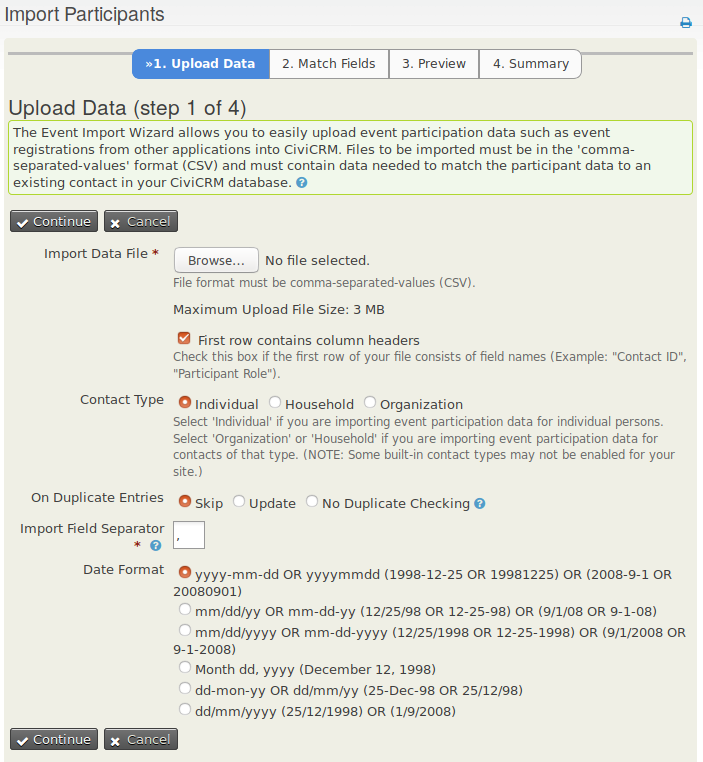 Import Participants
»1. Upload Data 2. Match Fields 3. Preview 4. Summary
Upload Data (step 1 of 4)
The Event Import Wizard allows you to easily upload event participation data such as event
registrations from other applications into CiviCRM. Files to be imported must be in the 'comma-
separated-values' format (CSV) and must contain data needed to match the participant data to an
existing contact in your CiviCRM database. ?
Continue Cancel
Import Data File * Browse... No file selected.
File format must be comma-separated-values (CSV).
Maximum Upload File Size: 3 MB
First row contains column headers
Check this box if the first row of your file consists of field names (Example: "Contact ID",
"Participant Role").
Contact Type Individual Household Organization
Select 'Individual' if you are importing event participation data for individual persons.
Select 'Organization' or 'Household' if you are importing event participation data for
contacts of that type. (NOTE: Some built-in contact types may not be enabled for your
site.)
On Duplicate Entries Skip Update No Duplicate Checking ?
Import Field Separator
* ? ,
Date Format yyyy-mm-dd OR yyyymmdd (1998-12-25 OR 19981225) OR (2008-9-1 OR
20080901)
mm/dd/yy OR mm-dd-yy (12/25/98 OR 12-25-98) OR (9/1/08 OR 9-1-08)
mm/dd/yyyy OR mm-dd-yyyy (12/25/1998 OR 12-25-1998) OR (9/1/2008 OR
9-1-2008)
Month dd, yyyy (December 12, 1998)
dd-mon-yy OR dd/mm/yy (25-Dec-98 OR 25/12/98)
dd/mm/yyyy (25/12/1998) OR (1/9/2008)
Continue Cancel